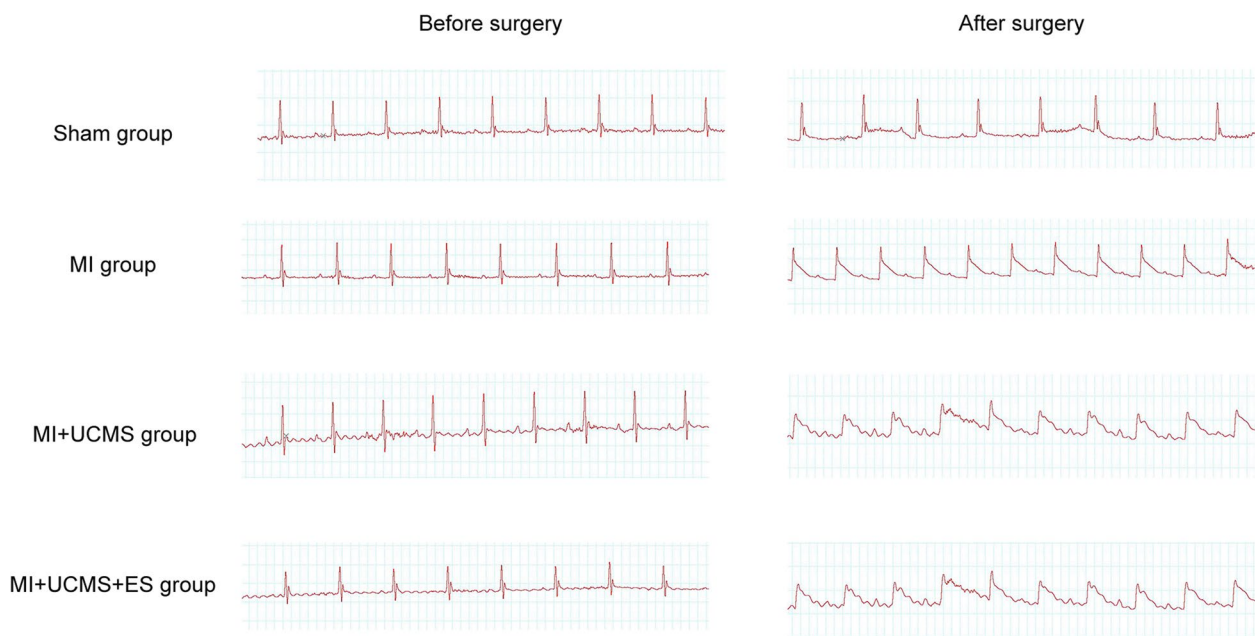 Before surgery
After surgery
Sham group
MI group
MI+UCMS group
MI+UCMS+ES group